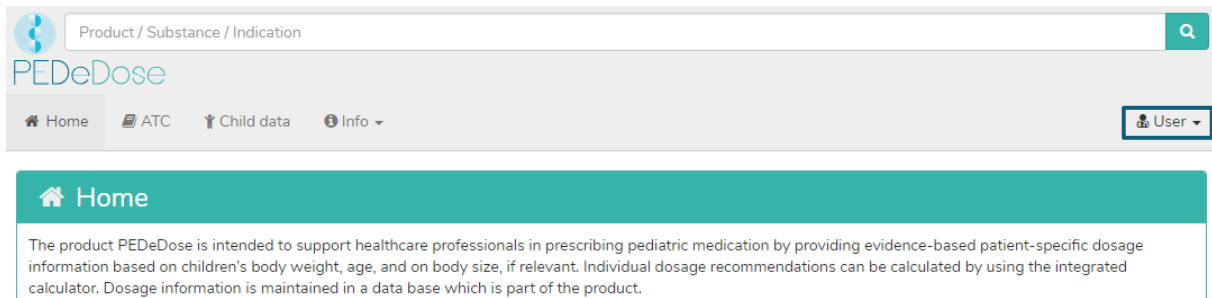 Product / Substance / Indication
PEDeDose
Home ATC Child data Info User
Home
The product PEDeDose is intended to support healthcare professionals in prescribing pediatric medication by providing evidence-based patient-specific dosage
information based on children's body weight, age, and on body size, if relevant. Individual dosage recommendations can be calculated by using the integrated
calculator. Dosage information is maintained in a data base which is part of the product.